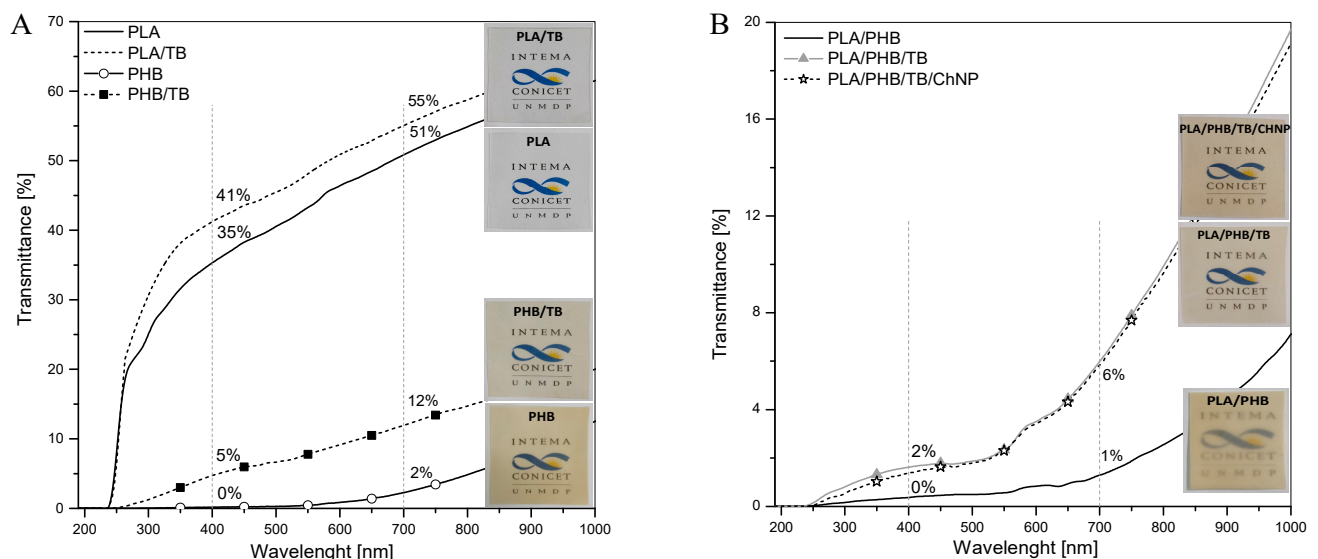 A
70
60
50
40
30
20
10
0
Transmittance [%]
PLA
PLA/TB
PHB
PHB/TB
41%
35%
55%
51%
5%
0%
12%
2%
PLA/TB
INTEMA
CONICET
UNMDP
PLA
INTEMA
CONICET
UNMDP
PHB/TB
INTEMA
CONICET
UNMDP
PHB
INTEMA
CONICET
UNMDP
200 300 400 500 600 700 800 900 1000
Wavelenght [nm]
B
20
16
12
8
4
0
Transmittance [%]
PLA/PHB
PLA/PHB/TB
PLA/PHB/TB/ChNP
2%
0%
6%
1%
PLA/PHB/TB/CHNP
INTEMA
CONICET
UNMDP
PLA/PHB/TB
INTEMA
CONICET
UNMDP
PLA/PHB
INTEMA
CONICET
UNMDP
200 300 400 500 600 700 800 900 1000
Wavelenght [nm]